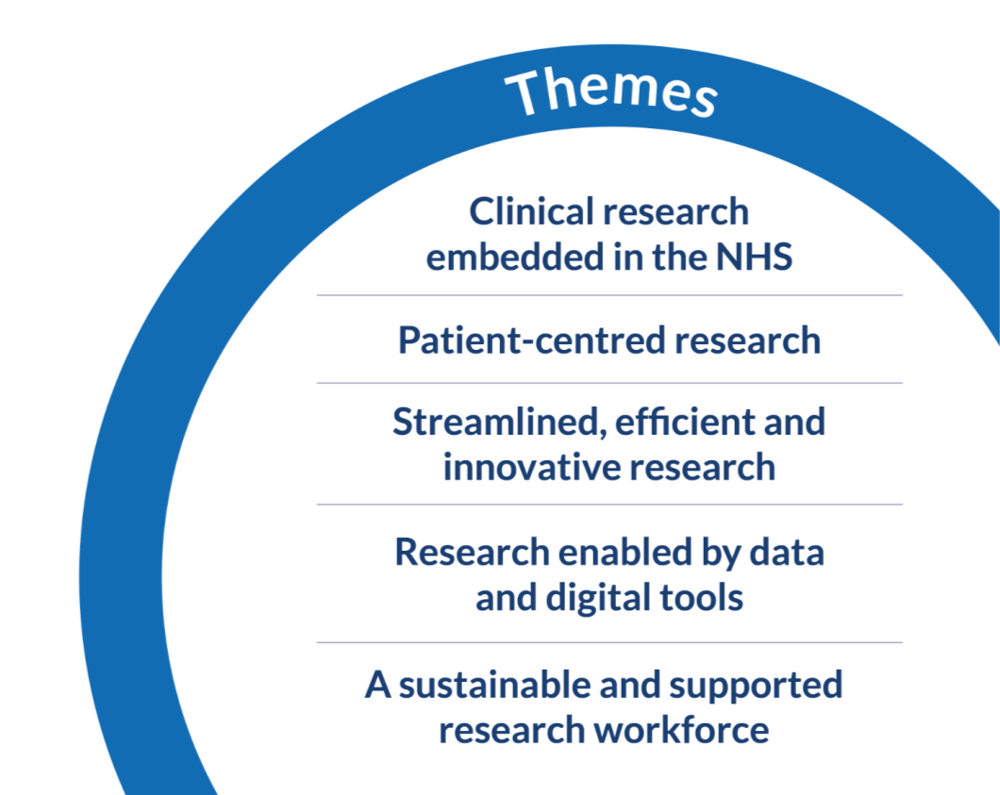 Themes
Clinical research
embedded in the NHS
Patient-centred research
Streamlined, efficient and
innovative research
Research enabled by data
and digital tools
A sustainable and supported
research workforce